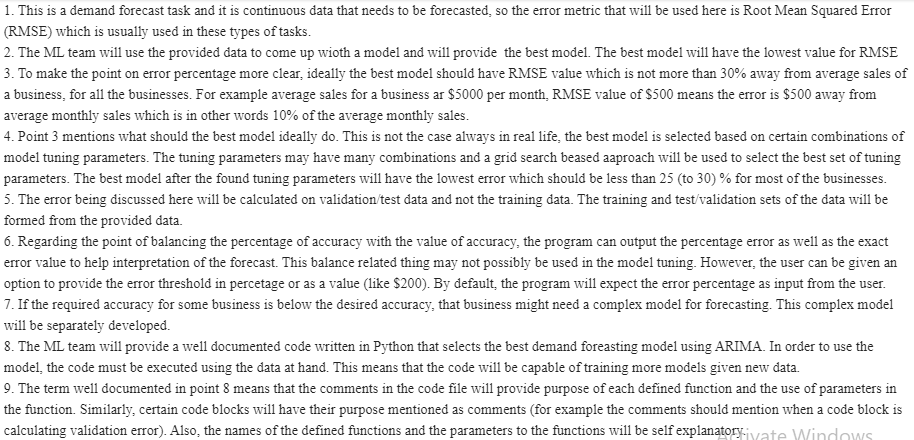 1. This is a demand forecast task and it is continuous data that needs to be forecasted, so the error metric that will be used here is Root Mean Squared Error
(RMSE) which is usually used in these types of tasks.
2. The ML team will use the provided data to come up wioth a model and will provide the best model. The best model will have the lowest value for RMSE
3. To make the point on error percentage more clear, ideally the best model should have RMSE value which is not more than 30% away from average sales of
a business, for all the businesses. For example average sales for a business ar $5000 per month, RMSE value of $500 means the error is $500 away from
average monthly sales which is in other words 10% of the average monthly sales.
4. Point 3 mentions what should the best model ideally do. This is not the case always in real life, the best model is selected based on certain combinations of
model tuning parameters. The tuning parameters may have many combinations and a grid search beased aaproach will be used to select the best set of tuning
parameters. The best model after the found tuning parameters will have the lowest error which should be less than 25 (to 30) % for most of the businesses.
5. The error being discussed here will be calculated on validation/test data and not the training data. The training and test/validation sets of the data will be
formed from the provided data.
6. Regarding the point of balancing the percentage of accuracy with the value of accuracy, the program can output the percentage error as well as the exact
error value to help interpretation of the forecast. This balance related thing may not possibly be used in the model tuning. However, the user can be given an
option to provide the error threshold in percetage or as a value (like $200). By default, the program will expect the error percentage as input from the user.
7. If the required accuracy for some business is below the desired accuracy, that business might need a complex model for forecasting. This complex model
will be separately developed.
8. The ML team will provide a well documented code written in Python that selects the best demand foreasting model using ARIMA. In order to use the
model, the code must be executed using the data at hand. This means that the code will be capable of training more models given new data.
9. The term well documented in point 8 means that the comments in the code file will provide purpose of each defined function and the use of parameters in
the function. Similarly, certain code blocks will have their purpose mentioned as comments (for example the comments should mention when a code block is
calculating validation error). Also, the names of the defined functions and the parameters to the functions will be self explanatory.
Activate Windows